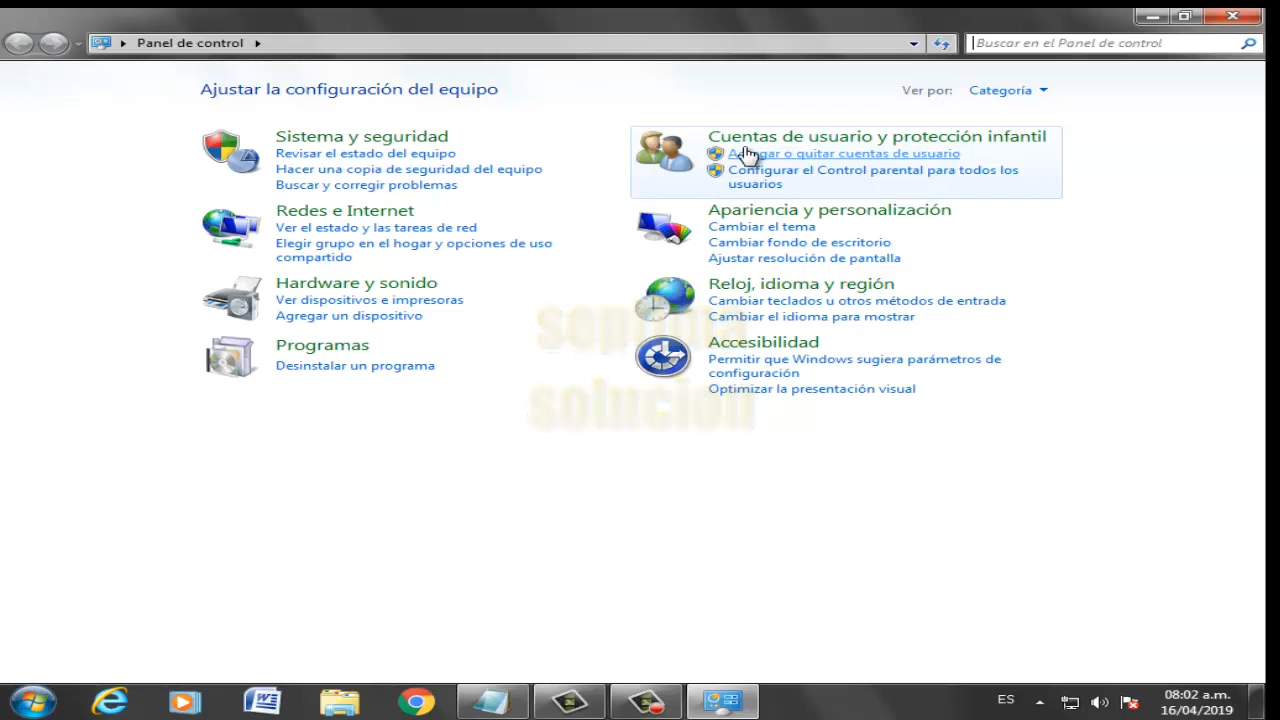 Panel de control
Buscar en el Panel de control
Ajustar la configuración del equipo
Ver por: Categoría
Sistema y seguridad
Revisar el estado del equipo
Hacer una copia de seguridad del equipo
Buscar y corregir problemas
Redes e Internet
Ver el estado y las tareas de red
Elegir grupo en el hogar y opciones de uso
compartido
Hardware y sonido
Ver dispositivos e impresoras
Agregar un dispositivo
Programas
Desinstalar un programa
Cuentas de usuario y protección infantil
Agregar o quitar cuentas de usuario
Configurar el Control parental para todos los
usuarios
Apariencia y personalización
Cambiar el tema
Cambiar fondo de escritorio
Ajustar resolución de pantalla
Reloj, idioma y región
Cambiar teclados u otros métodos de entrada
Cambiar el idioma para mostrar
Accesibilidad
Permitir que Windows sugiera parámetros de
configuración
Optimizar la presentación visual
solucion
ES
08:02 a.m.
16/04/2019